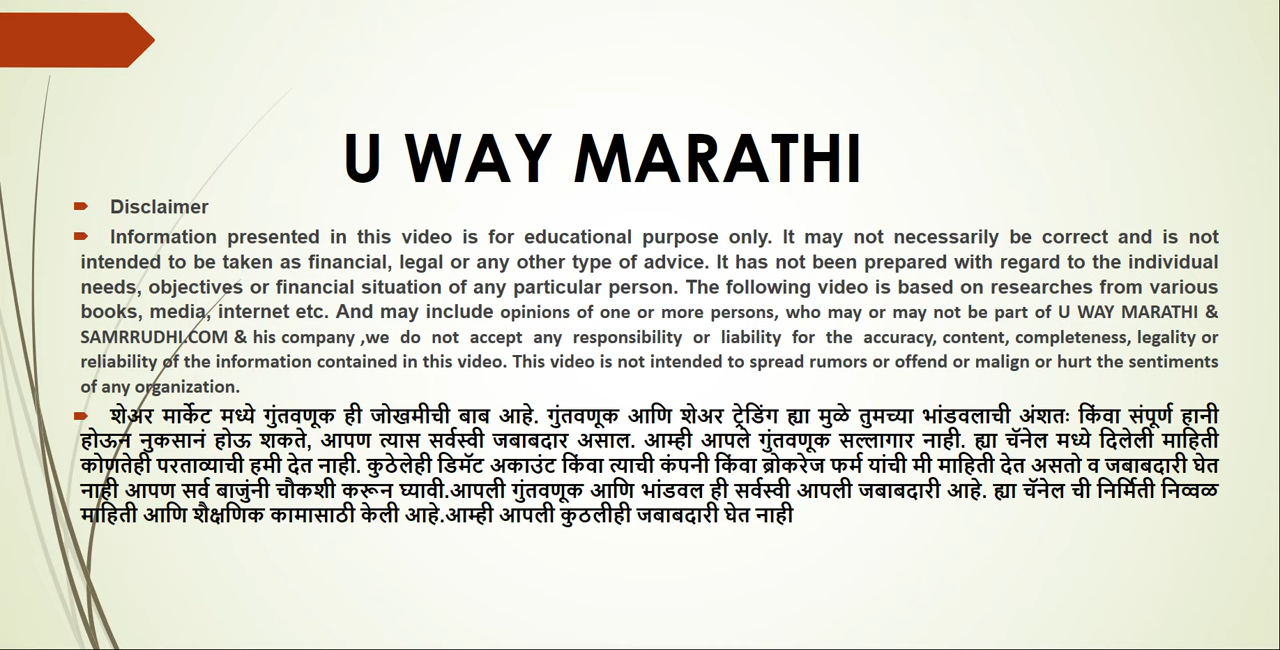 U WAY MARATHI
Disclaimer
Information presented in this video is for educational purpose only. It may not necessarily be correct and is not
intended to be taken as financial, legal or any other type of advice. It has not been prepared with regard to the individual
needs, objectives or financial situation of any particular person. The following video is based on researches from various
books, media, internet etc. And may include opinions of one or more persons, who may or may not be part of U WAY MARATHI &
SAMRRUDHI.COM & his company ,we do not accept any responsibility or liability for the accuracy, content, completeness, legality or
reliability of the information contained in this video. This video is not intended to spread rumors or offend or malign or hurt the sentiments
of any organization.
शेअर मार्केट मध्ये गुंतवणूक ही जोखमीची बाब आहे. गुंतवणूक आणि शेअर ट्रेडिंग ह्या मुळे तुमच्या भांडवलाची अंशतः किंवा संपूर्ण हानी
होऊन नुकसानं होऊ शकते, आपण त्यास सर्वस्वी जबाबदार असाल. आम्ही आपले गुंतवणूक सल्लागार नाही. ह्या चॅनेल मध्ये दिलेली माहिती
कोणतेही परताव्याची हमी देत नाही. कुठेलेही डिमॅट अकाउंट किंवा त्याची कंपनी किंवा ब्रोकरेज फर्म यांची मी माहिती देत असतो व जबाबदारी घेत
नाही आपण सर्व बाजुंनी चौकशी करून घ्यावी.आपली गुंतवणूक आणि भांडवल ही सर्वस्वी आपली जबाबदारी आहे. ह्या चॅनेल ची निर्मिती निव्वळ
माहिती आणि शैक्षणिक कामासाठी केली आहे.आम्ही आपली कुठलीही जबाबदारी घेत नाही